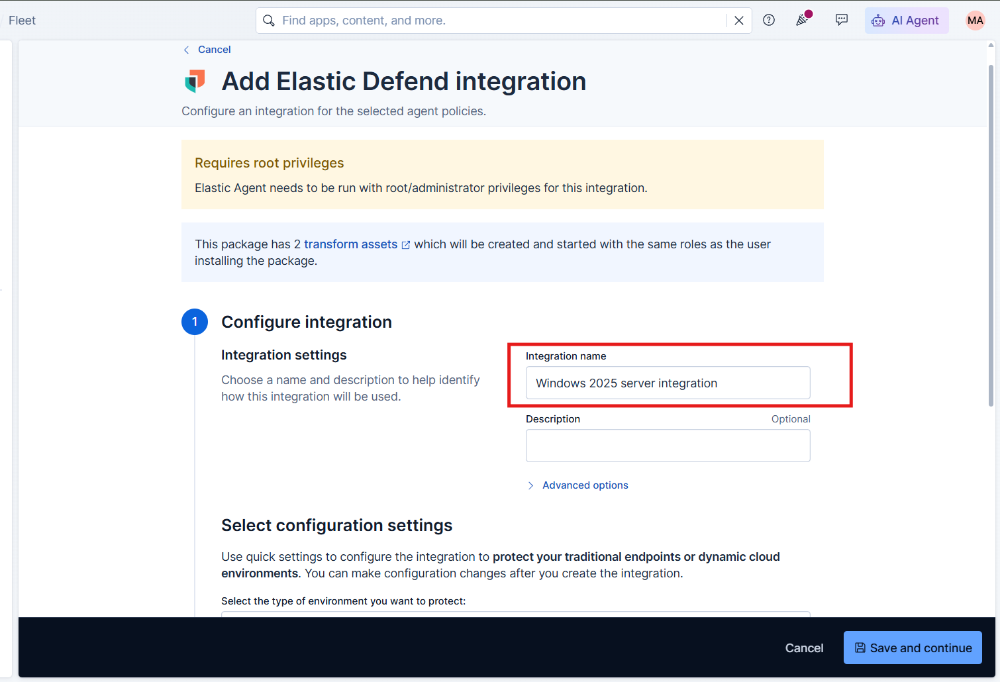 Fleet
Find apps, content, and more.
AI Agent
MA
Cancel
Add Elastic Defend integration
Configure an integration for the selected agent policies.
Requires root privileges
Elastic Agent needs to be run with root/administrator privileges for this integration.
This package has 2 transform assets which will be created and started with the same roles as the user
installing the package.
1
Configure integration
Integration settings
Choose a name and description to help identify
how this integration will be used.
Integration name
Windows 2025 server integration
Description
Optional
Advanced options
Select configuration settings
Use quick settings to configure the integration to protect your traditional endpoints or dynamic cloud
environments. You can make configuration changes after you create the integration.
Select the type of environment you want to protect:
Cancel
Save and continue